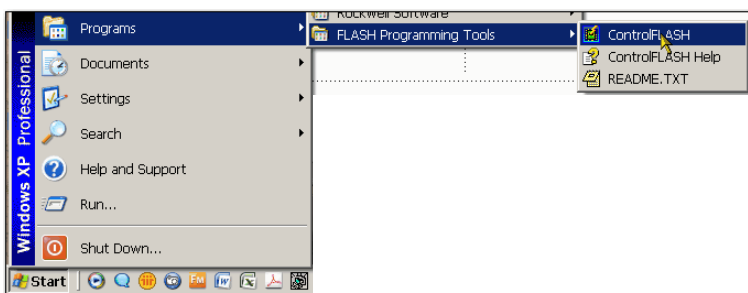 Windows XP Professional
Programs
Documents
Settings
Search
Help and Support
Run...
Shut Down...
Start
Rockwell Software
FLASH Programming Tools
ControlFLASH
ControlFLASH Help
README.TXT